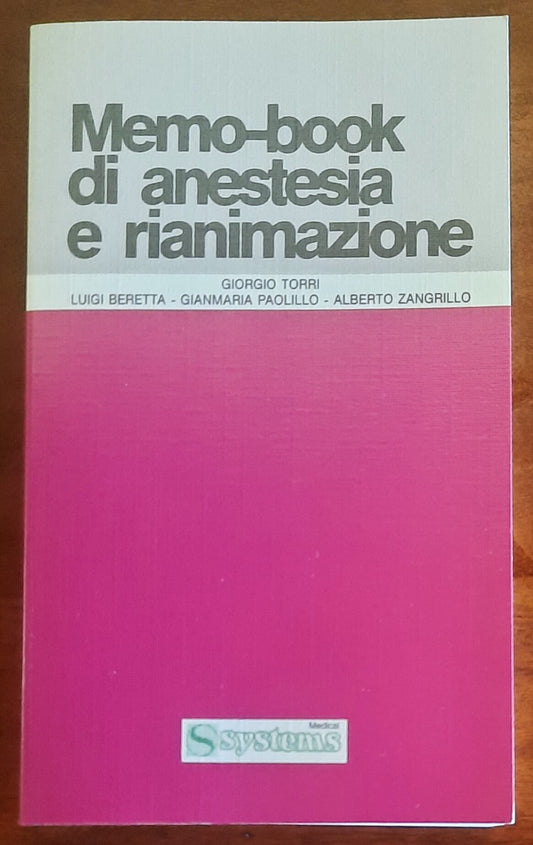 Memo-book
di anestesia
e rianimazione
GIORGIO TORRI
LUIGI BERETTA - GIANMARIA PAOLILLO - ALBERTO ZANGRILLO
Medical
S systems